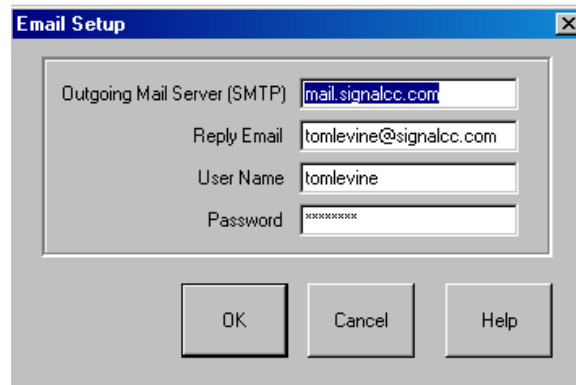 Email Setup
Outgoing Mail Server (SMTP) mail.signalcc.com
Reply Email tomlevine@signalcc.com
User Name tomlevine
Password ********
OK Cancel Help